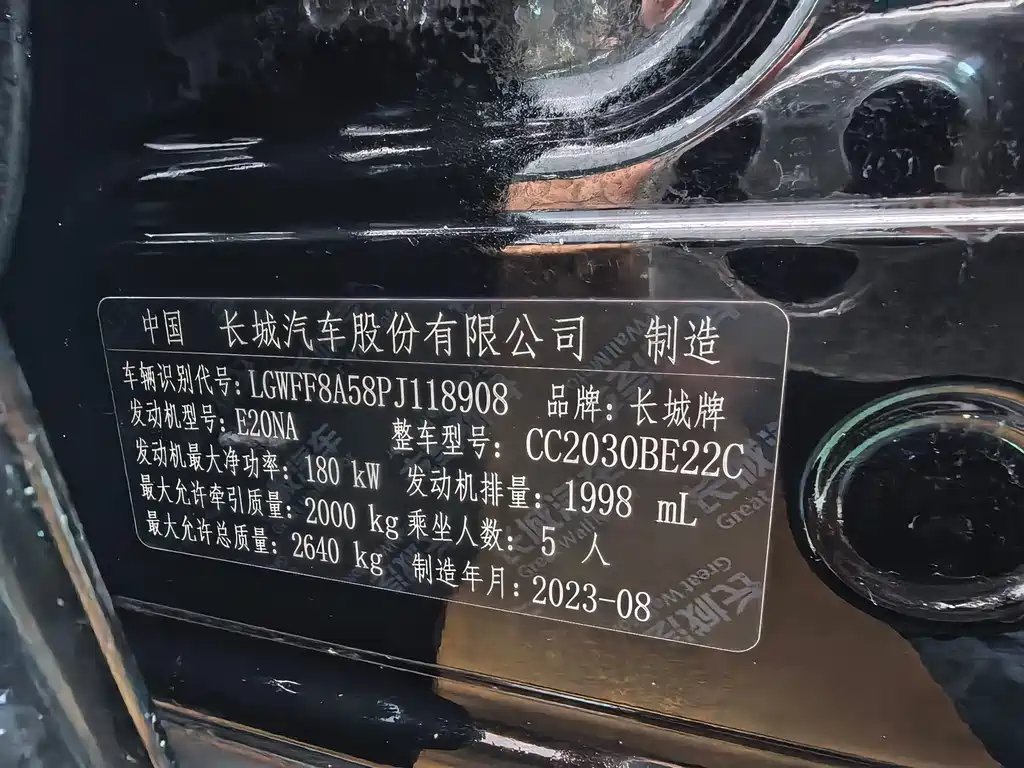 中国 长城汽车股份有限公司 制造
车辆识别代号：LGWFF8A58PJ118908 品牌：长城牌
发动机型号：E20NA 整车型号：CC2030BE22C
发动机最大净功率：180 kW 发动机排量：1998 mL
最大允许牵引质量：2000 kg 乘坐人数：5 人
最大允许总质量：2640 kg 制造年月：2023-08